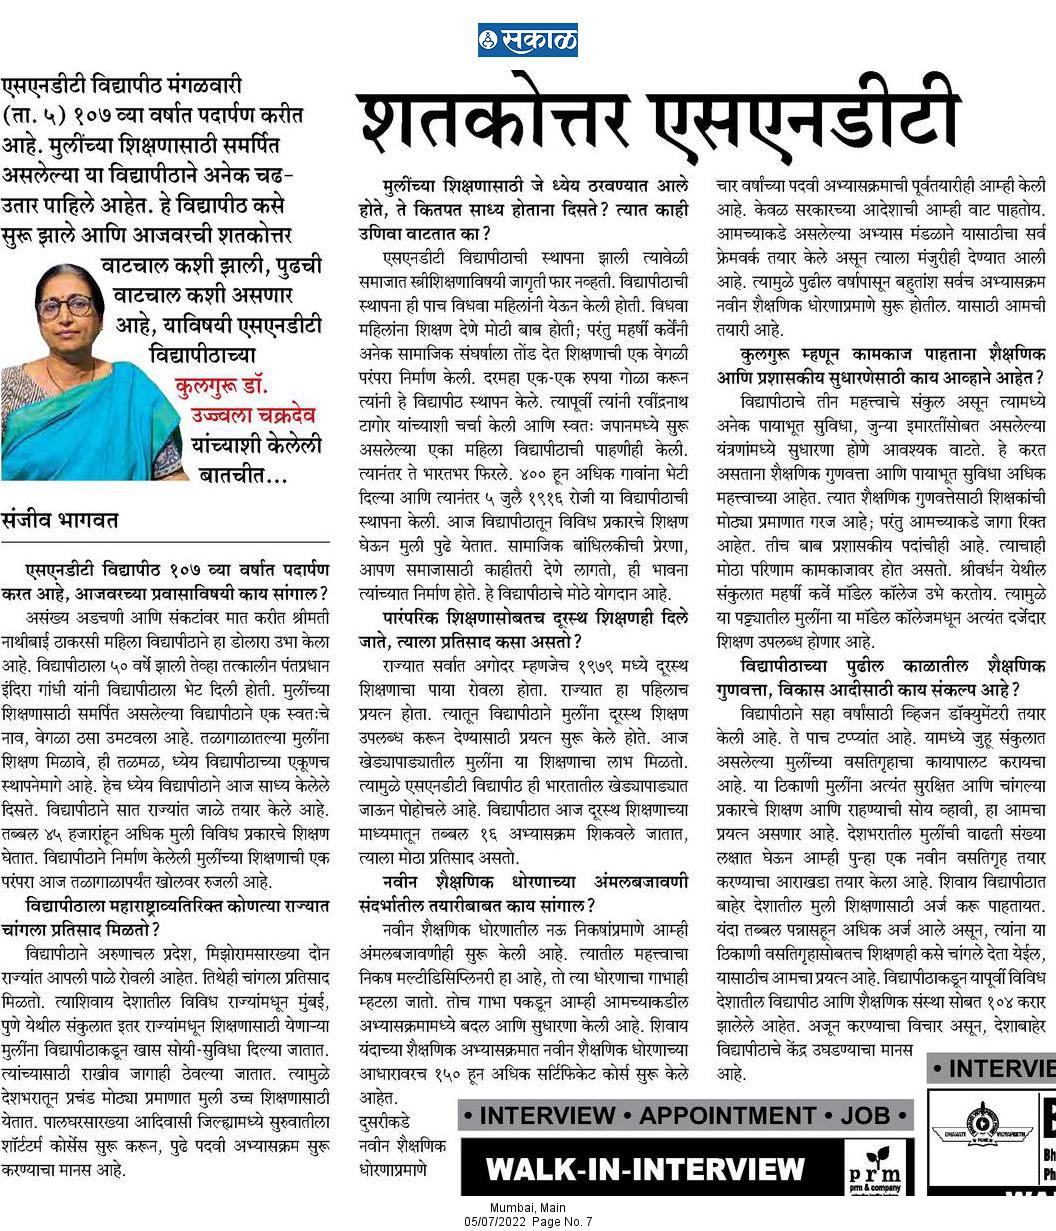 सकाळ
एसएनडीटी विद्यापीठ मंगळवारी
(ता. ५) १०७ व्या वर्षात पदार्पण करीत
आहे. मुलींच्या शिक्षणासाठी समर्पित
असलेल्या या विद्यापीठाने अनेक चढ-
उतार पाहिले आहेत. हे विद्यापीठ कसे
सुरू झाले आणि आजवरची शतकोत्तर
वाटचाल कशी झाली, पुढची
वाटचाल कशी असणार
आहे, याविषयी एसएनडीटी
विद्यापीठाच्या
कुलगुरू डॉ.
उज्ज्वला चक्रदेव
यांच्याशी केलेली
बातचीत...
संजीव भागवत
शतकोत्तर एसएनडीटी
एसएनडीटी विद्यापीठ १०७ व्या वर्षात पदार्पण
करत आहे, आजवरच्या प्रवासाविषयी काय सांगाल?
असंख्य अडचणी आणि संकटांवर मात करीत श्रीमती
नाथीबाई ठाकरसी महिला विद्यापीठाने हा डोलारा उभा केला
आहे. विद्यापीठाला ५० वर्षे झाली तेव्हा तत्कालीन पंतप्रधान
इंदिरा गांधी यांनी विद्यापीठाला भेट दिली होती. मुलींच्या
शिक्षणासाठी समर्पित असलेल्या विद्यापीठाने एक स्वतःचे
नाव, वेगळा ठसा उमटवला आहे. तळागाळातल्या मुलींना
शिक्षण मिळावे, ही तळमळ, ध्येय विद्यापीठाच्या एकूणच
स्थापनेमागे आहे. हेच ध्येय विद्यापीठाने आज साध्य केलेले
दिसते. विद्यापीठाने सात राज्यांत जाळे तयार केले आहे.
तब्बल ४५ हजारांहून अधिक मुली विविध प्रकारचे शिक्षण
घेतात. विद्यापीठाने निर्माण केलेली मुलींच्या शिक्षणाची एक
परंपरा आज तळागाळापर्यंत खोलवर रुजली आहे.
विद्यापीठाला महाराष्ट्राव्यतिरिक्त कोणत्या राज्यात
चांगला प्रतिसाद मिळतो?
विद्यापीठाने अरुणाचल प्रदेश, मिझोरामसारख्या दोन
राज्यांत आपली पाळे रोवली आहेत. तिथेही चांगला प्रतिसाद
मिळतो. त्याशिवाय देशातील विविध राज्यांमधून मुंबई,
पुणे येथील संकुलात इतर राज्यांमधून शिक्षणासाठी येणाऱ्या
मुलींना विद्यापीठाकडून खास सोयी-सुविधा दिल्या जातात.
त्यांच्यासाठी राखीव जागाही ठेवल्या जातात. त्यामुळे
देशभरातून प्रचंड मोठ्या प्रमाणात मुली उच्च शिक्षणासाठी
येतात. पालघरसारख्या आदिवासी जिल्ह्यामध्ये सुरुवातीला
शॉर्टटर्म कोर्सेस सुरू करून, पुढे पदवी अभ्यासक्रम सुरू
करण्याचा मानस आहे.
मुलींच्या शिक्षणासाठी जे ध्येय ठरवण्यात आले
होते, ते कितपत साध्य होताना दिसते? त्यात काही
उणिवा वाटतात का?
एसएनडीटी विद्यापीठाची स्थापना झाली त्यावेळी
समाजात स्त्रीशिक्षणाविषयी जागृती फार नव्हती. विद्यापीठाची
स्थापना ही पाच विधवा महिलांनी येऊन केली होती. विधवा
महिलांना शिक्षण देणे मोठी बाब होती; परंतु महर्षी कर्वेंनी
अनेक सामाजिक संघर्षाला तोंड देत शिक्षणाची एक वेगळी
परंपरा निर्माण केली. दरमहा एक-एक रुपया गोळा करून
त्यांनी हे विद्यापीठ स्थापन केले. त्यापूर्वी त्यांनी रवींद्रनाथ
टागोर यांच्याशी चर्चा केली आणि स्वतः जपानमध्ये सुरू
असलेल्या एका महिला विद्यापीठाची पाहणीही केली.
त्यानंतर ते भारतभर फिरले. ४०० हून अधिक गावांना भेटी
दिल्या आणि त्यानंतर ५ जुलै १९१६ रोजी या विद्यापीठाची
स्थापना केली. आज विद्यापीठातून विविध प्रकारचे शिक्षण
घेऊन मुली पुढे येतात. सामाजिक बांधिलकीची प्रेरणा,
आपण समाजासाठी काहीतरी देणे लागतो, ही भावना
त्यांच्यात निर्माण होते. हे विद्यापीठाचे मोठे योगदान आहे.
पारंपरिक शिक्षणासोबतच दूरस्थ शिक्षणही दिले
जाते, त्याला प्रतिसाद कसा असतो?
राज्यात सर्वात अगोदर म्हणजेच १९७९ मध्ये दूरस्थ
शिक्षणाचा पाया रोवला होता. राज्यात हा पहिलाच
प्रयत्न होता. त्यातून विद्यापीठाने मुलींना दूरस्थ शिक्षण
उपलब्ध करून देण्यासाठी प्रयत्न सुरू केले होते. आज
खेड्यापाड्यातील मुलींना या शिक्षणाचा लाभ मिळतो.
त्यामुळे एसएनडीटी विद्यापीठ ही भारतातील खेड्यापाड्यात
जाऊन पोहोचले आहे. विद्यापीठात आज दूरस्थ शिक्षणाच्या
माध्यमातून तब्बल १६ अभ्यासक्रम शिकवले जातात,
त्याला मोठा प्रतिसाद असतो.
नवीन शैक्षणिक धोरणाच्या अंमलबजावणी
संदर्भातील तयारीबाबत काय सांगाल?
नवीन शैक्षणिक धोरणातील नऊ निकषांप्रमाणे आम्ही
अंमलबजावणीही सुरू केली आहे. त्यातील महत्त्वाचा
निकष मल्टीडिसिप्लिनरी हा आहे, तो त्या धोरणाचा गाभाही
म्हटला जातो. तोच गाभा पकडून आम्ही आमच्याकडील
अभ्यासक्रमामध्ये बदल आणि सुधारणा केली आहे. शिवाय
यंदाच्या शैक्षणिक अभ्यासक्रमात नवीन शैक्षणिक धोरणाच्या
आधारावरच १५० हून अधिक सर्टिफिकेट कोर्स सुरू केले
आहेत.
दुसरीकडे
नवीन शैक्षणिक
धोरणाप्रमाणे
चार वर्षांच्या पदवी अभ्यासक्रमाची पूर्वतयारीही आम्ही केली
आहे. केवळ सरकारच्या आदेशाची आम्ही वाट पाहतोय.
आमच्याकडे असलेल्या अभ्यास मंडळाने यासाठीचा सर्व
फ्रेमवर्क तयार केले असून त्याला मंजुरीही देण्यात आली
आहे. त्यामुळे पुढील वर्षापासून बहुतांश सर्वच अभ्यासक्रम
नवीन शैक्षणिक धोरणाप्रमाणे सुरू होतील. यासाठी आमची
तयारी आहे.
कुलगुरू म्हणून कामकाज पाहताना शैक्षणिक
आणि प्रशासकीय सुधारणेसाठी काय आव्हाने आहेत?
विद्यापीठाचे तीन महत्त्वाचे संकुल असून त्यामध्ये
अनेक पायाभूत सुविधा, जुन्या इमारतींसोबत असलेल्या
यंत्रणांमध्ये सुधारणा होणे आवश्यक वाटते. हे करत
असताना शैक्षणिक गुणवत्ता आणि पायाभूत सुविधा अधिक
महत्त्वाच्या आहेत. त्यात शैक्षणिक गुणवत्तेसाठी शिक्षकांची
मोठ्या प्रमाणात गरज आहे; परंतु आमच्याकडे जागा रिक्त
आहेत. तीच बाब प्रशासकीय पदांचीही आहे. त्याचाही
मोठा परिणाम कामकाजावर होत असतो. श्रीवर्धन येथील
संकुलात महर्षी कर्वे मॉडेल कॉलेज उभे करतोय. त्यामुळे
या पट्ट्यातील मुलींना या मॉडेल कॉलेजमधून अत्यंत दर्जेदार
शिक्षण उपलब्ध होणार आहे.
विद्यापीठाच्या पुढील काळातील शैक्षणिक
गुणवत्ता, विकास आदीसाठी काय संकल्प आहे?
विद्यापीठाने सहा वर्षांसाठी व्हिजन डॉक्युमेंटरी तयार
केली आहे. ते पाच टप्प्यांत आहे. यामध्ये जुहू संकुलात
असलेल्या मुलींच्या वसतिगृहाचा कायापालट करायचा
आहे. या ठिकाणी मुलींना अत्यंत सुरक्षित आणि चांगल्या
प्रकारचे शिक्षण आणि राहण्याची सोय व्हावी, हा आमचा
प्रयत्न असणार आहे. देशभरातील मुलींची वाढती संख्या
लक्षात घेऊन आम्ही पुन्हा एक नवीन वसतिगृह तयार
करण्याचा आराखडा तयार केला आहे. शिवाय विद्यापीठात
बाहेर देशातील मुली शिक्षणासाठी अर्ज करू पाहतायत.
यंदा तब्बल पन्नासहून अधिक अर्ज आले असून, त्यांना या
ठिकाणी वसतिगृहासोबतच शिक्षणही कसे चांगले देता येईल,
यासाठीच आमचा प्रयत्न आहे. विद्यापीठाकडून यापूर्वी विविध
देशातील विद्यापीठ आणि शैक्षणिक संस्था सोबत १०४ करार
झालेले आहेत. अजून करण्याचा विचार असून, देशाबाहेर
विद्यापीठाचे केंद्र उघडण्याचा मानस
आहे.
• INTERVIEW • APPOINTMENT • JOB •
WALK-IN-INTERVIEW
prm
prm & company
• INTERVIE
BHARATI VIDYAPEETH
Bh
Ph
Mumbai, Main
05/07/2022 Page No. 7